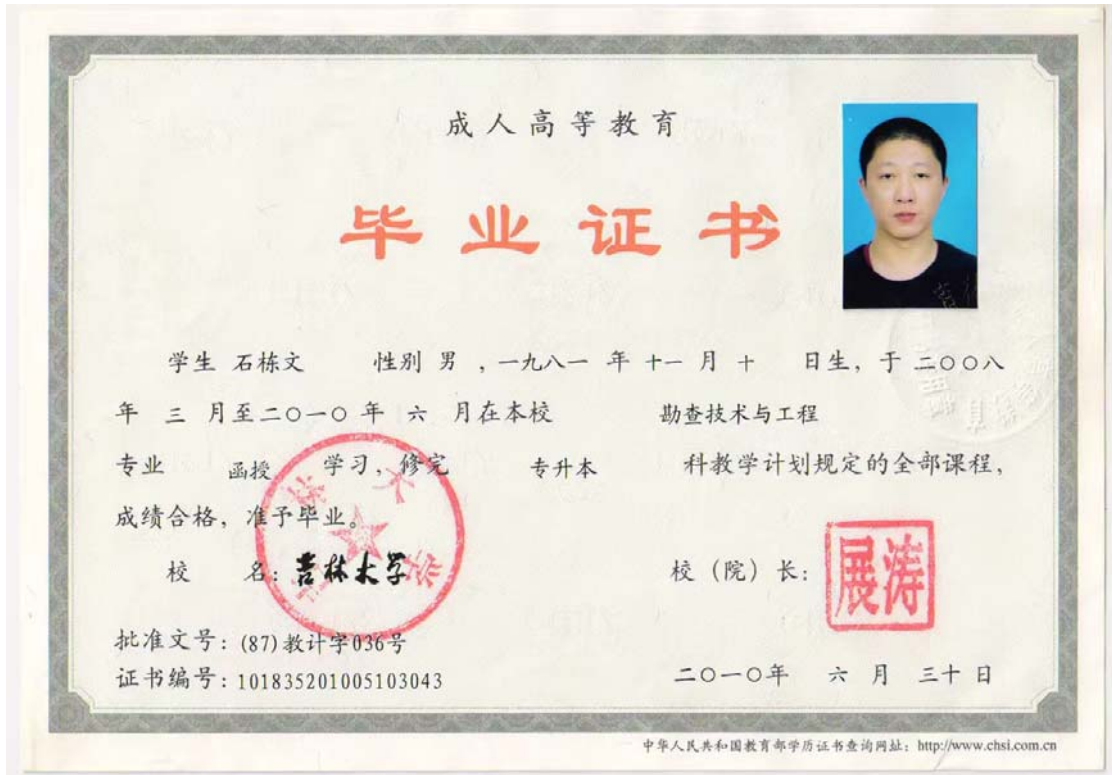 成人高等教育
毕业证书
学生 石栋文 性别 男 ,一九八一 年 十一 月 十 日生, 于 二〇〇八
年 三 月至二〇一〇 年 六 月在本校 勘查技术与工程
专业 函授 学习, 修完 专升本 科教学计划规定的全部课程,
成绩合格, 准予毕业。
校 名: 吉林大学 校 (院) 长: 展涛
批准文号: (87)教计字036号
证书编号: 101835201005103043 二〇一〇年 六 月 三十 日
中华人民共和国教育部学历证书查询网址: http://www.chsi.com.cn